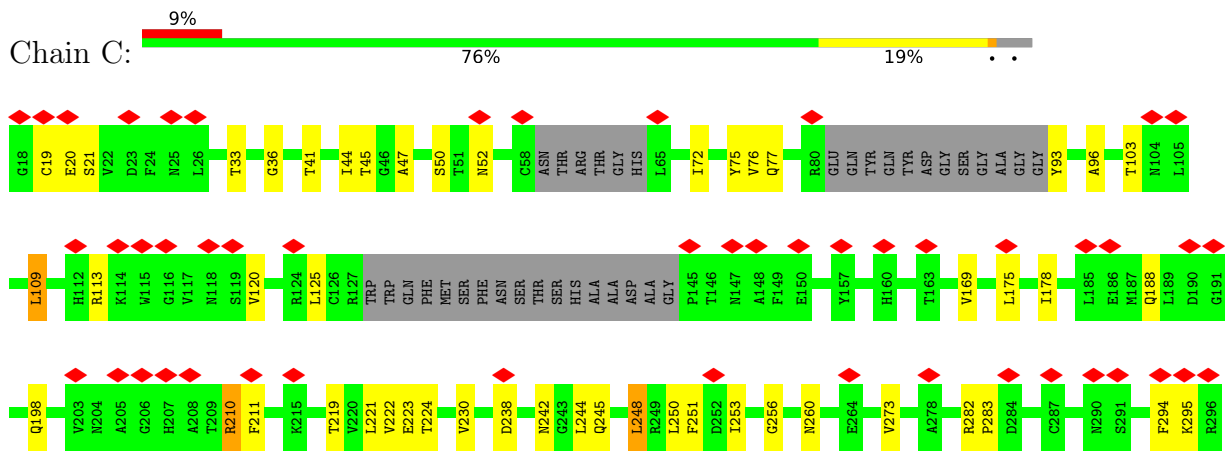 9%
Chain C:
76% 19% • •
G18 C19 E20 S21 V22 D23 F24 N25 L26 T33 G36 T41 I44 T45 G46 A47 S50 T51 N52 C58 ASN THR ARG THR GLY HIS L65 I72 Y75 V76 Q77 R80 GLU GLN TYR GLN TYR ASP GLY SER GLY ALA GLY GLY Y93 A96 T103 N104 L105
L109 H112 R113 K114 W115 G116 V117 N118 S119 V120 R124 L125 C126 R127 TRP TRP GLN PHE MET SER PHE ASN SER THR SER HIS ALA ALA ASP ALA GLY P145 T146 N147 A148 F149 E150 Y157 H160 T163 V169 L175 I178 L185 E186 M187 Q188 L189 D190 G191
Q198 V203 N204 A205 G206 H207 A208 T209 R210 F211 K215 T219 V220 L221 V222 E223 T224 V230 D238 N242 G243 L244 Q245 L248 R249 L250 F251 D252 I253 G256 N260 E264 V273 A278 R282 P283 D284 C287 N290 S291 F294 K295 R296